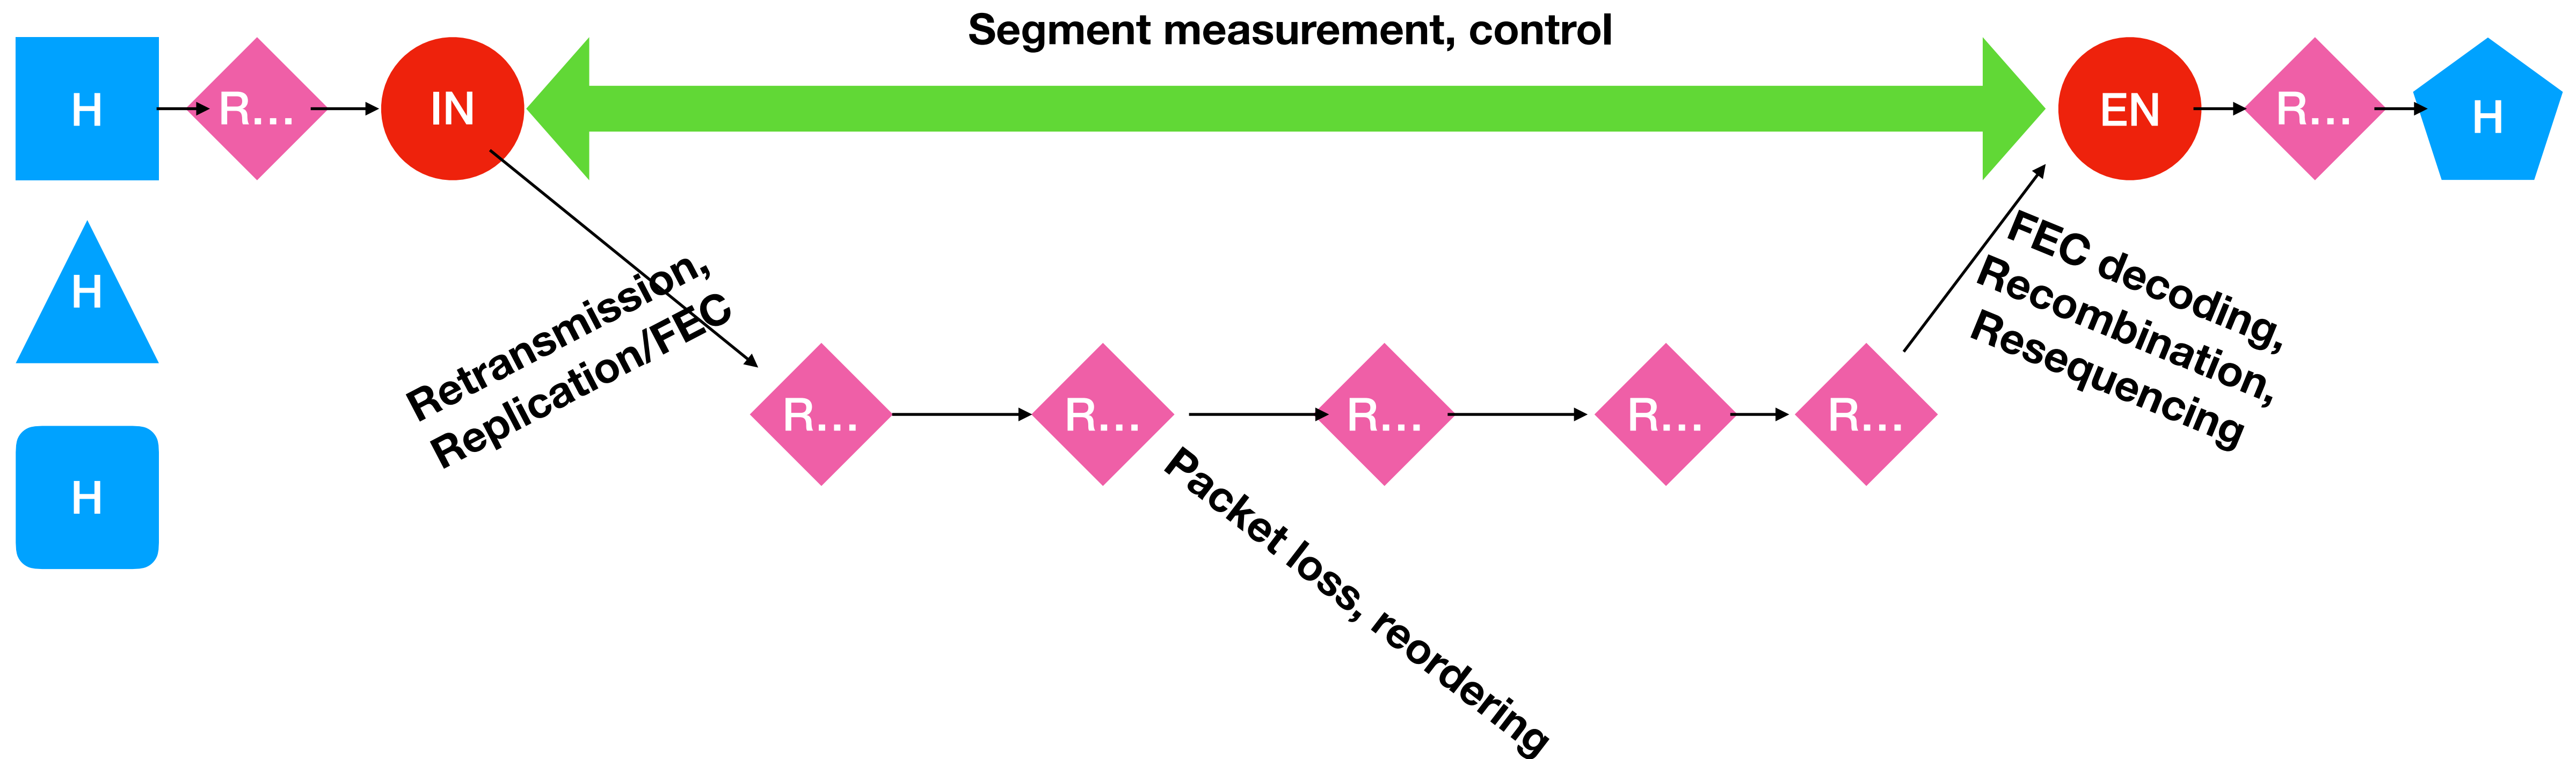 Segment measurement, control
H
R...
IN
EN
R...
H
H
Retransmission,
Replication/FEC
FEC decoding,
Recombination,
Resequencing
R...
R...
R...
R...
R...
H
Packet loss, reordering